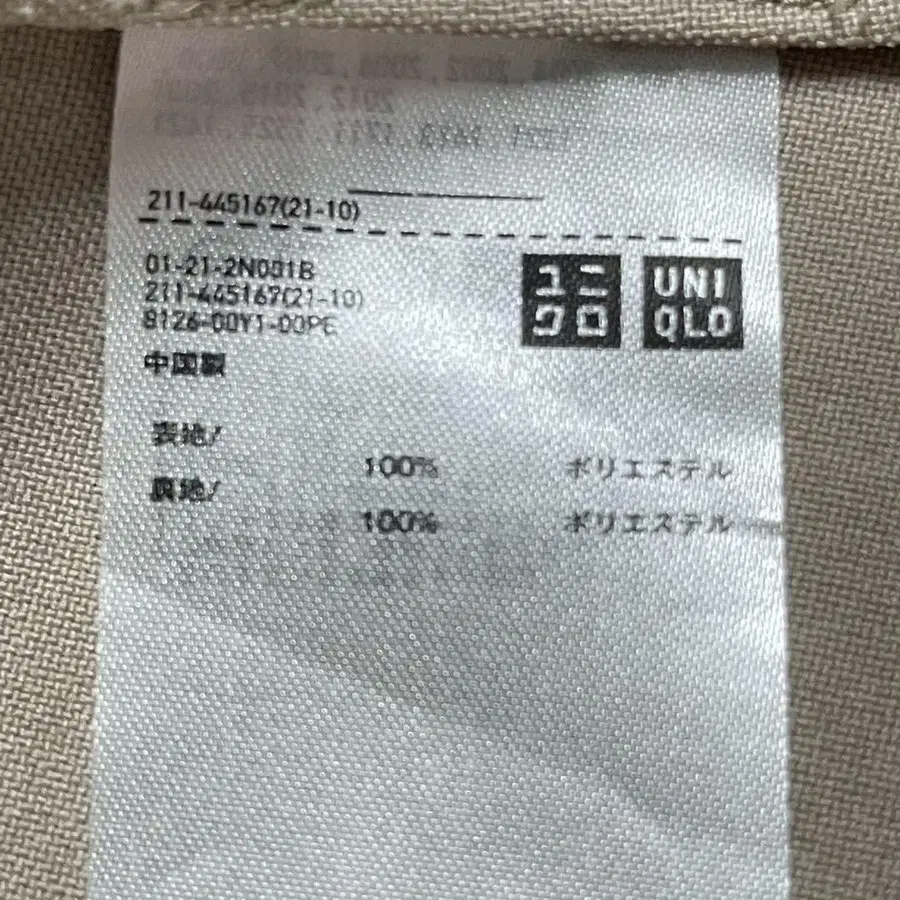 211-445167(21-10)
01-21-2N001B
211-445167(21-10)
8126-00Y1-00PE
ユニクロ
UNIQLO
中国製
表地/
100% ポリエステル
裏地/
100% ポリエステル